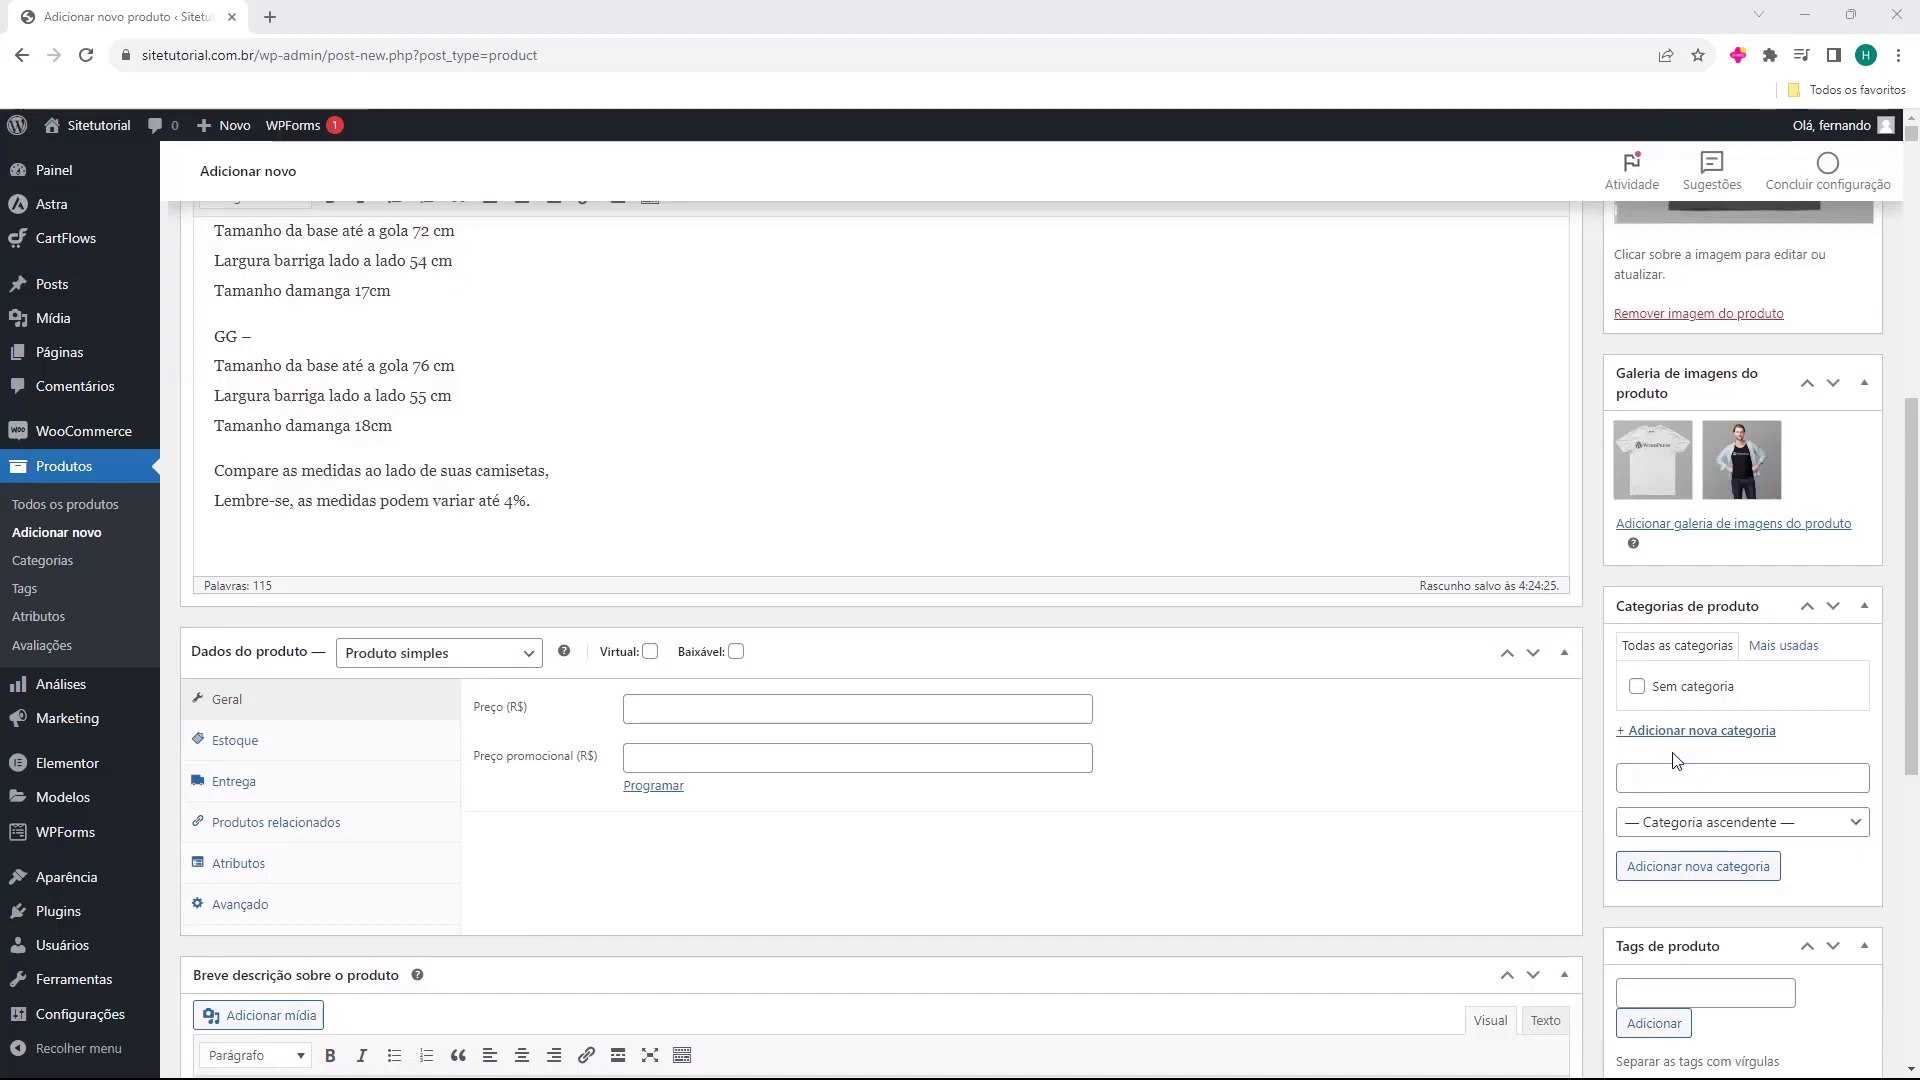 Adicionar novo produto ‹ Sitetu
sitetutorial.com.br/wp-admin/post-new.php?post_type=product
H
Todos os favoritos
Sitetutorial
0
Novo
WPForms
1
Olá, fernando
Painel
Astra
CartFlows
Posts
Mídia
Páginas
Comentários
WooCommerce
Produtos
Todos os produtos
Adicionar novo
Categorias
Tags
Atributos
Avaliações
Análises
Marketing
Elementor
Modelos
WPForms
Aparência
Plugins
Usuários
Ferramentas
Configurações
Recolher menu
Adicionar novo
Atividade
Sugestões
Concluir configuração
Tamanho da base até a gola 72 cm
Largura barriga lado a lado 54 cm
Tamanho damanga 17cm
GG –
Tamanho da base até a gola 76 cm
Largura barriga lado a lado 55 cm
Tamanho damanga 18cm
Compare as medidas ao lado de suas camisetas,
Lembre-se, as medidas podem variar até 4%.
Palavras: 115
Rascunho salvo às 4:24:25.
Dados do produto —
Produto simples
Virtual:
Baixável:
Geral
Estoque
Entrega
Produtos relacionados
Atributos
Avançado
Preço (R$)
Preço promocional (R$)
Programar
Breve descrição sobre o produto
Adicionar mídia
Visual
Texto
Parágrafo
Clicar sobre a imagem para editar ou
atualizar.
Remover imagem do produto
Galeria de imagens do
produto
WORDPRESS
Adicionar galeria de imagens do produto
Categorias de produto
Todas as categorias
Mais usadas
Sem categoria
+ Adicionar nova categoria
— Categoria ascendente —
Adicionar nova categoria
Tags de produto
Adicionar
Separar as tags com vírgulas